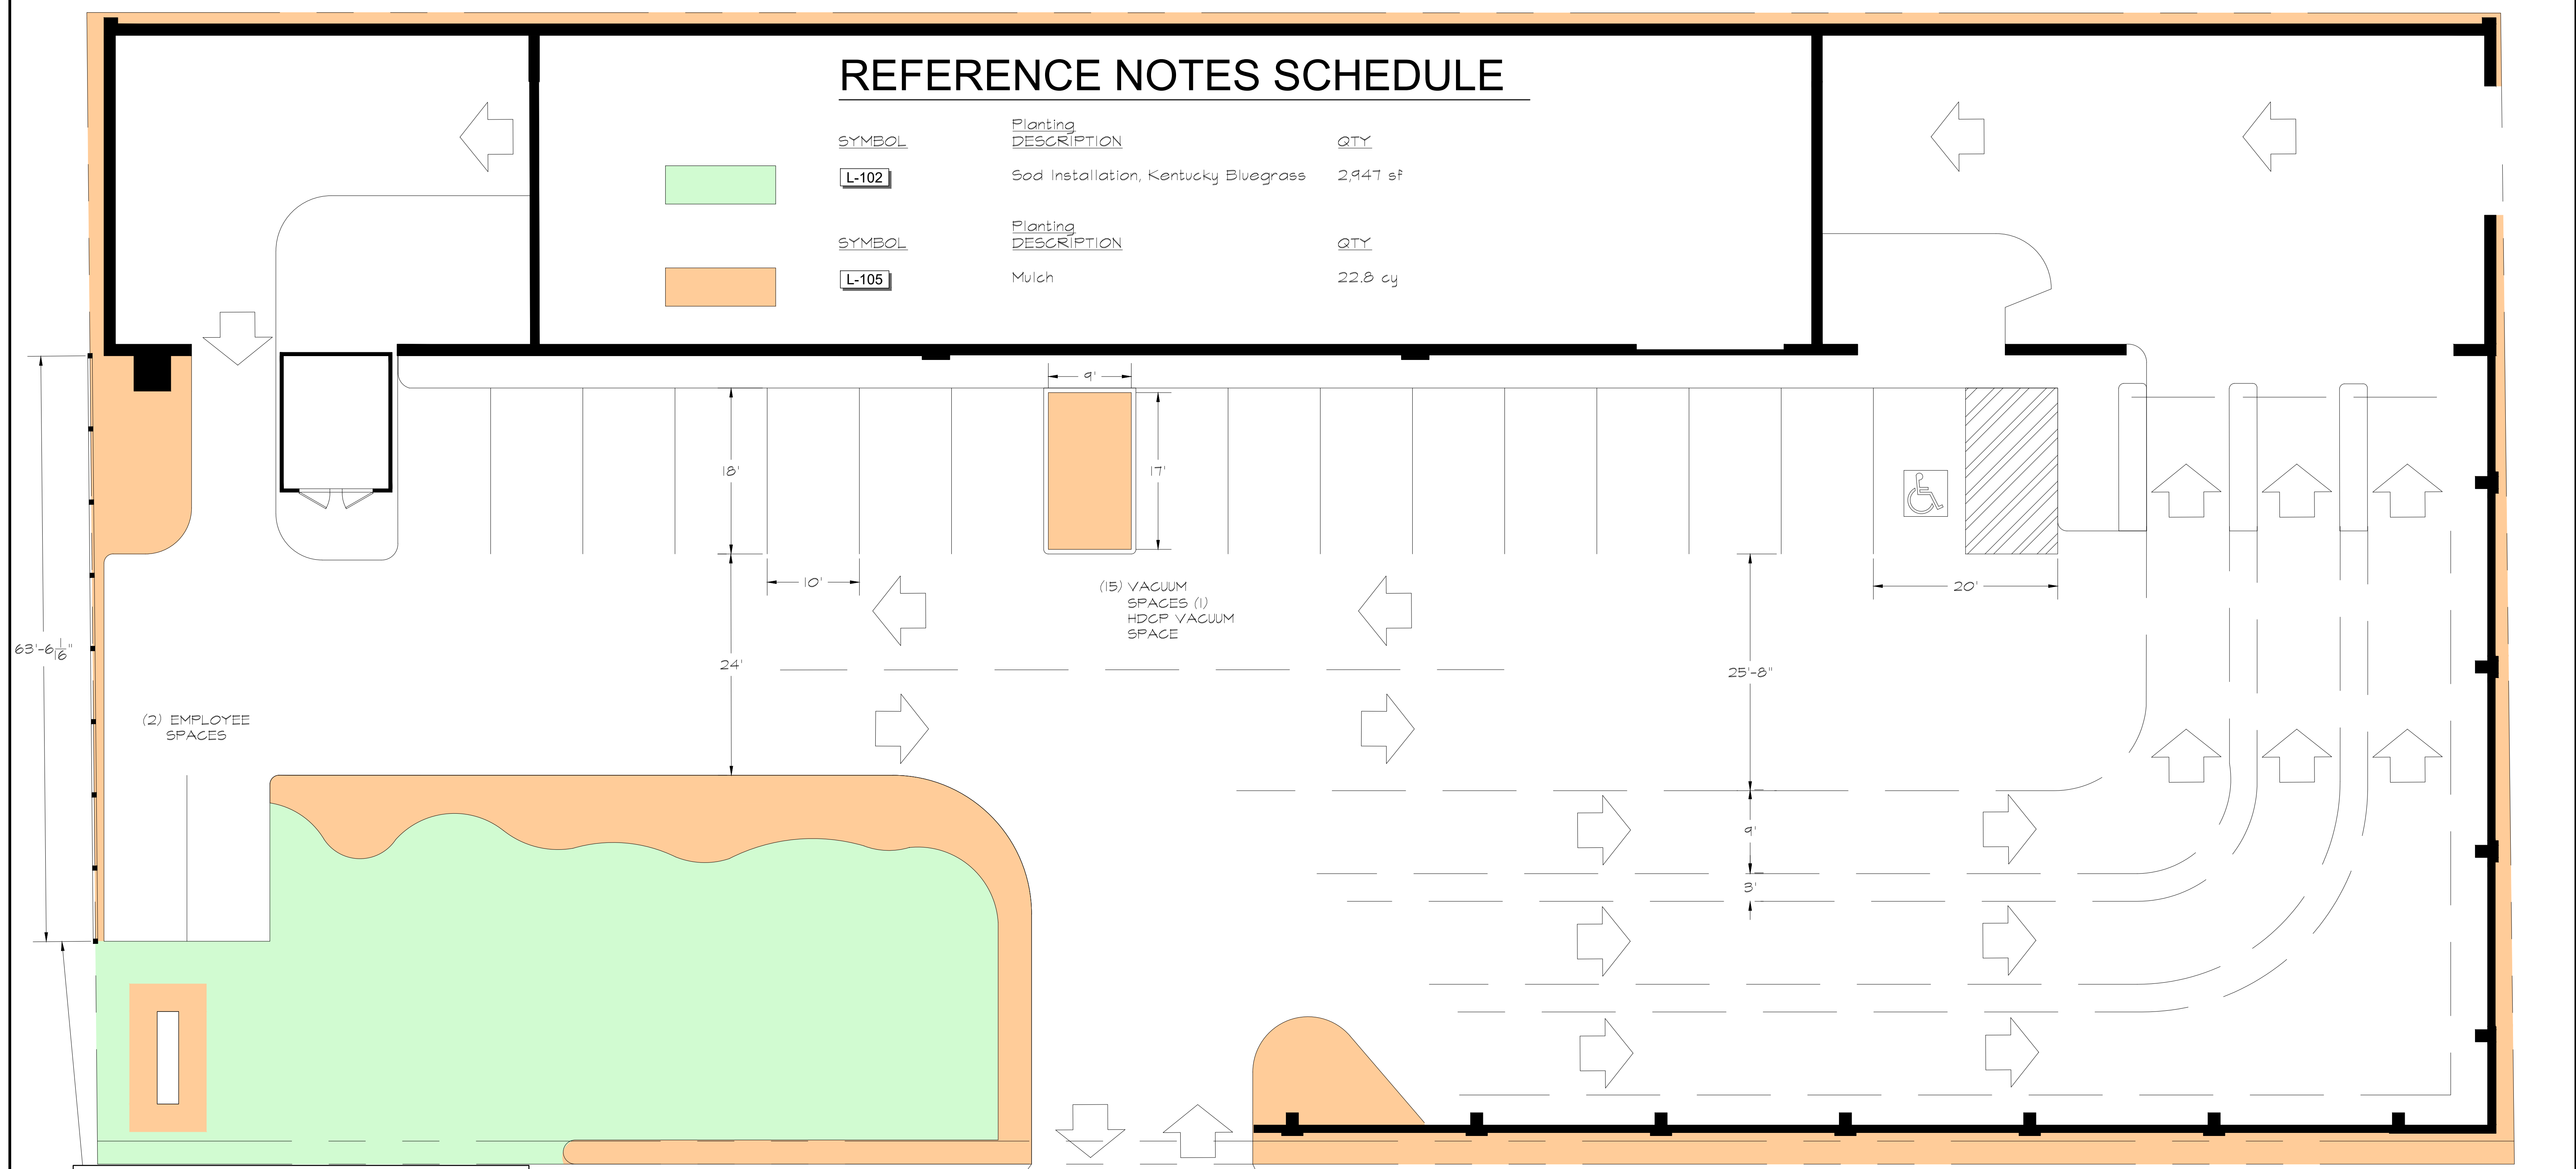 REFERENCE NOTES SCHEDULE
Planting
SYMBOL DESCRIPTION QTY
L-102 Sod Installation, Kentucky Bluegrass 2,947 sf
Planting
SYMBOL DESCRIPTION QTY
L-105 Mulch 22.8 cy
9'
18'
17'
10'
20'
(15) VACUUM
SPACES (1)
HDCP VACUUM
SPACE
63'-6 1/16"
24'
25'-8"
(2) EMPLOYEE
SPACES
9'
3'